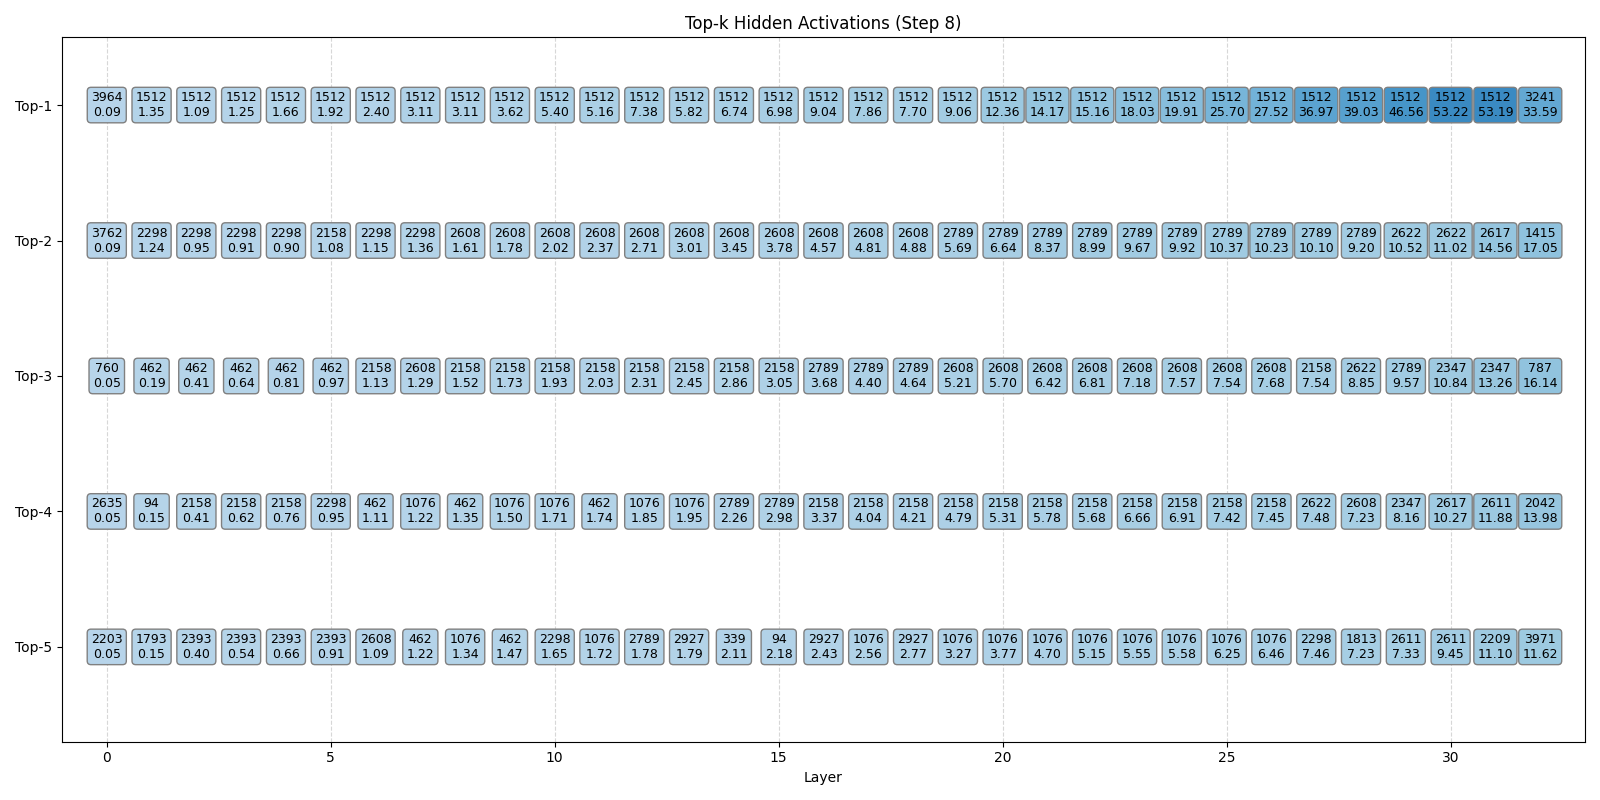 Top-k Hidden Activations (Step 8)
Top-1
3964 1512 1512 1512 1512 1512 1512 1512 1512 1512 1512 1512 1512 1512 1512 1512 1512 1512 1512 1512 1512 1512 1512 1512 1512 1512 1512 1512 1512 1512 1512 1512 3241
0.09 1.35 1.09 1.25 1.66 1.92 2.40 3.11 3.11 3.62 5.40 5.16 7.38 5.82 6.74 6.98 9.04 7.86 7.70 9.06 12.36 14.17 15.16 18.03 19.91 25.70 27.52 36.97 39.03 46.56 53.22 53.19 33.59
Top-2
3762 2298 2298 2298 2298 2158 2298 2298 2608 2608 2608 2608 2608 2608 2608 2608 2608 2608 2608 2789 2789 2789 2789 2789 2789 2789 2789 2789 2789 2622 2622 2617 1415
0.09 1.24 0.95 0.91 0.90 1.08 1.15 1.36 1.61 1.78 2.02 2.37 2.71 3.01 3.45 3.78 4.57 4.81 4.88 5.69 6.64 8.37 8.99 9.67 9.92 10.37 10.23 10.10 9.20 10.52 11.02 14.56 17.05
Top-3
760 462 462 462 462 462 2158 2608 2158 2158 2158 2158 2158 2158 2158 2158 2789 2789 2789 2608 2608 2608 2608 2608 2608 2608 2608 2158 2622 2789 2347 2347 787
0.05 0.19 0.41 0.64 0.81 0.97 1.13 1.29 1.52 1.73 1.93 2.03 2.31 2.45 2.86 3.05 3.68 4.40 4.64 5.21 5.70 6.42 6.81 7.18 7.57 7.54 7.68 7.54 8.85 9.57 10.84 13.26 16.14
Top-4
2635 94 2158 2158 2158 2298 462 1076 462 1076 1076 462 1076 1076 2789 2789 2158 2158 2158 2158 2158 2158 2158 2158 2158 2158 2158 2622 2608 2347 2617 2611 2042
0.05 0.15 0.41 0.62 0.76 0.95 1.11 1.22 1.35 1.50 1.71 1.74 1.85 1.95 2.26 2.98 3.37 4.04 4.21 4.79 5.31 5.78 5.68 6.66 6.91 7.42 7.45 7.48 7.23 8.16 10.27 11.88 13.98
Top-5
2203 1793 2393 2393 2393 2393 2608 462 1076 462 2298 1076 2789 2927 339 94 2927 1076 2927 1076 1076 1076 1076 1076 1076 1076 1076 2298 1813 2611 2611 2209 3971
0.05 0.15 0.40 0.54 0.66 0.91 1.09 1.22 1.34 1.47 1.65 1.72 1.78 1.79 2.11 2.18 2.43 2.56 2.77 3.27 3.77 4.70 5.15 5.55 5.58 6.25 6.46 7.46 7.23 7.33 9.45 11.10 11.62
0 5 10 15 20 25 30
Layer